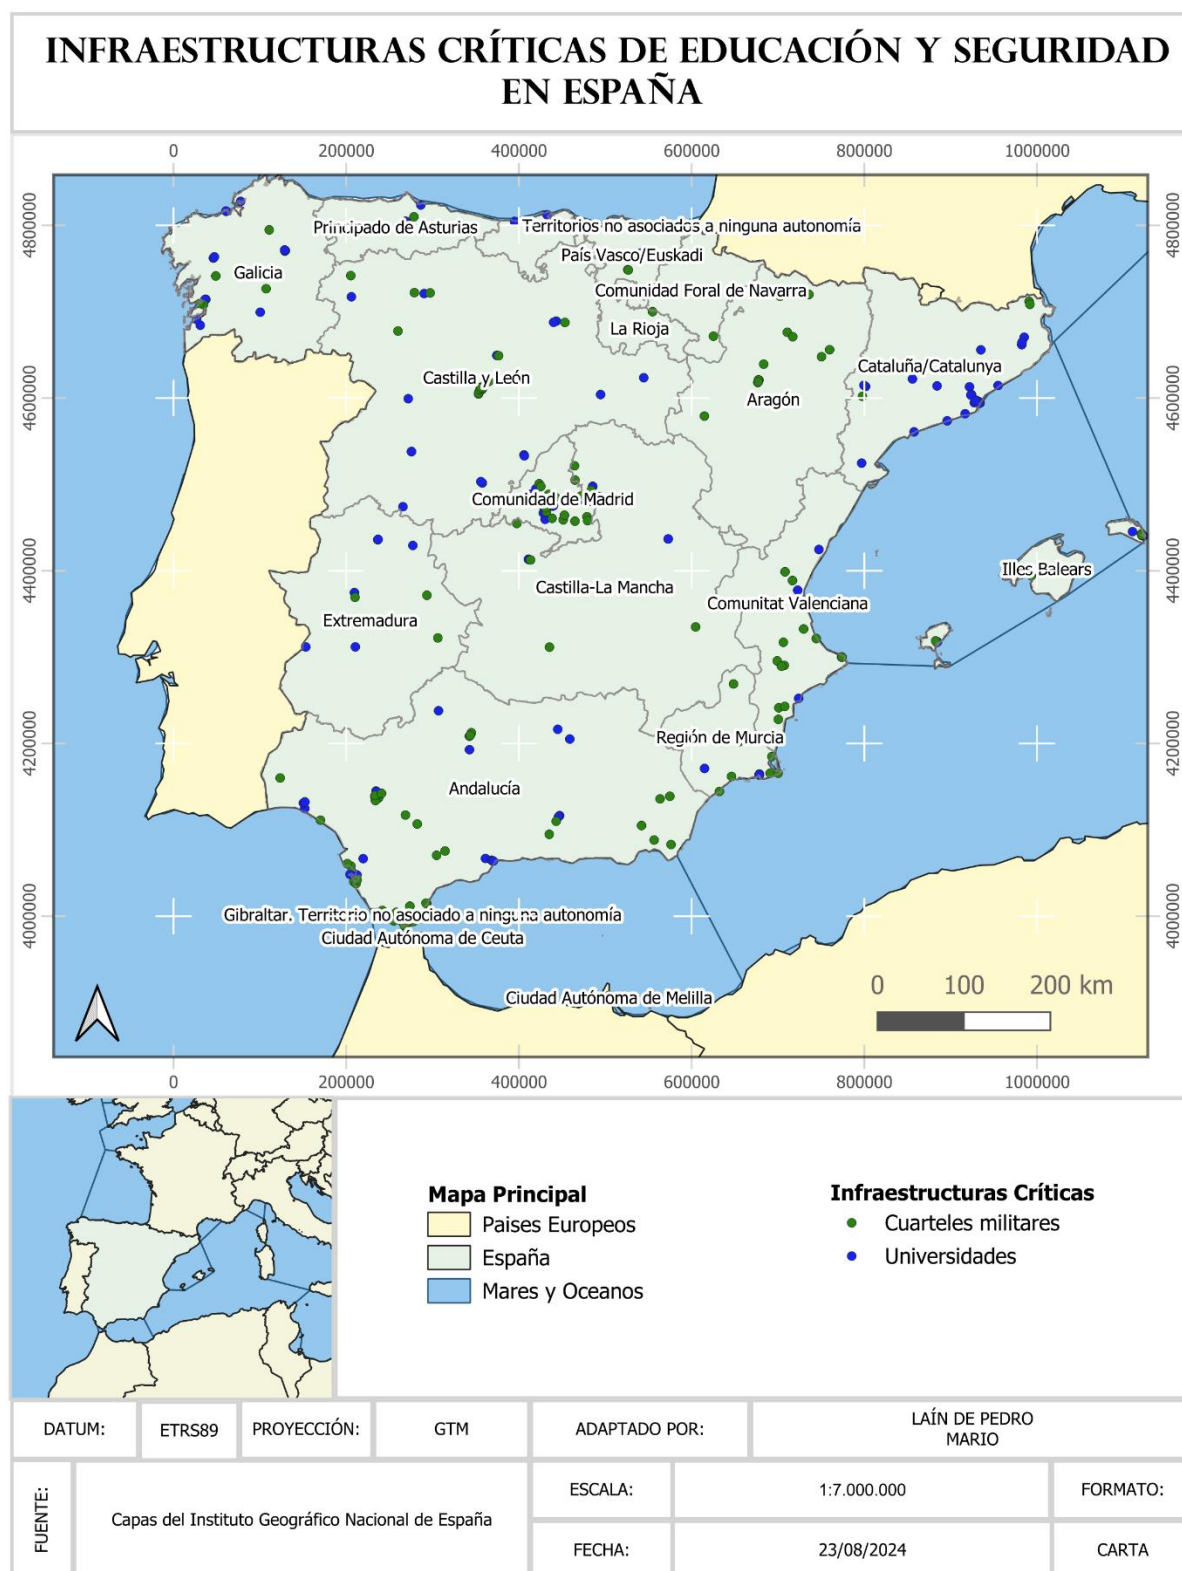 INFRAESTRUCTURAS CRÍTICAS DE EDUCACIÓN Y SEGURIDAD
EN ESPAÑA
0 200000 400000 600000 800000 1000000
4800000 4800000
4600000 4600000
4400000 4400000
4200000 4200000
4000000 4000000
Principado de Asturias
Territorios no asociados a ninguna autonomía
País Vasco/Euskadi
Galicia
Comunidad Foral de Navarra
La Rioja
Cataluña/Catalunya
Castilla y León
Aragón
Comunidad de Madrid
Illes Balears
Castilla-La Mancha
Comunitat Valenciana
Extremadura
Región de Murcia
Andalucía
Gibraltar. Territorio no asociado a ninguna autonomía
Ciudad Autónoma de Ceuta
Ciudad Autónoma de Melilla
0 100 200 km
0 200000 400000 600000 800000 1000000
Mapa Principal
Paises Europeos
España
Mares y Oceanos
Infraestructuras Críticas
Cuarteles militares
Universidades
DATUM: ETRS89 PROYECCIÓN: GTM ADAPTADO POR: LAÍN DE PEDRO
MARIO
FUENTE: Capas del Instituto Geográfico Nacional de España
ESCALA: 1:7.000.000 FORMATO:
FECHA: 23/08/2024 CARTA